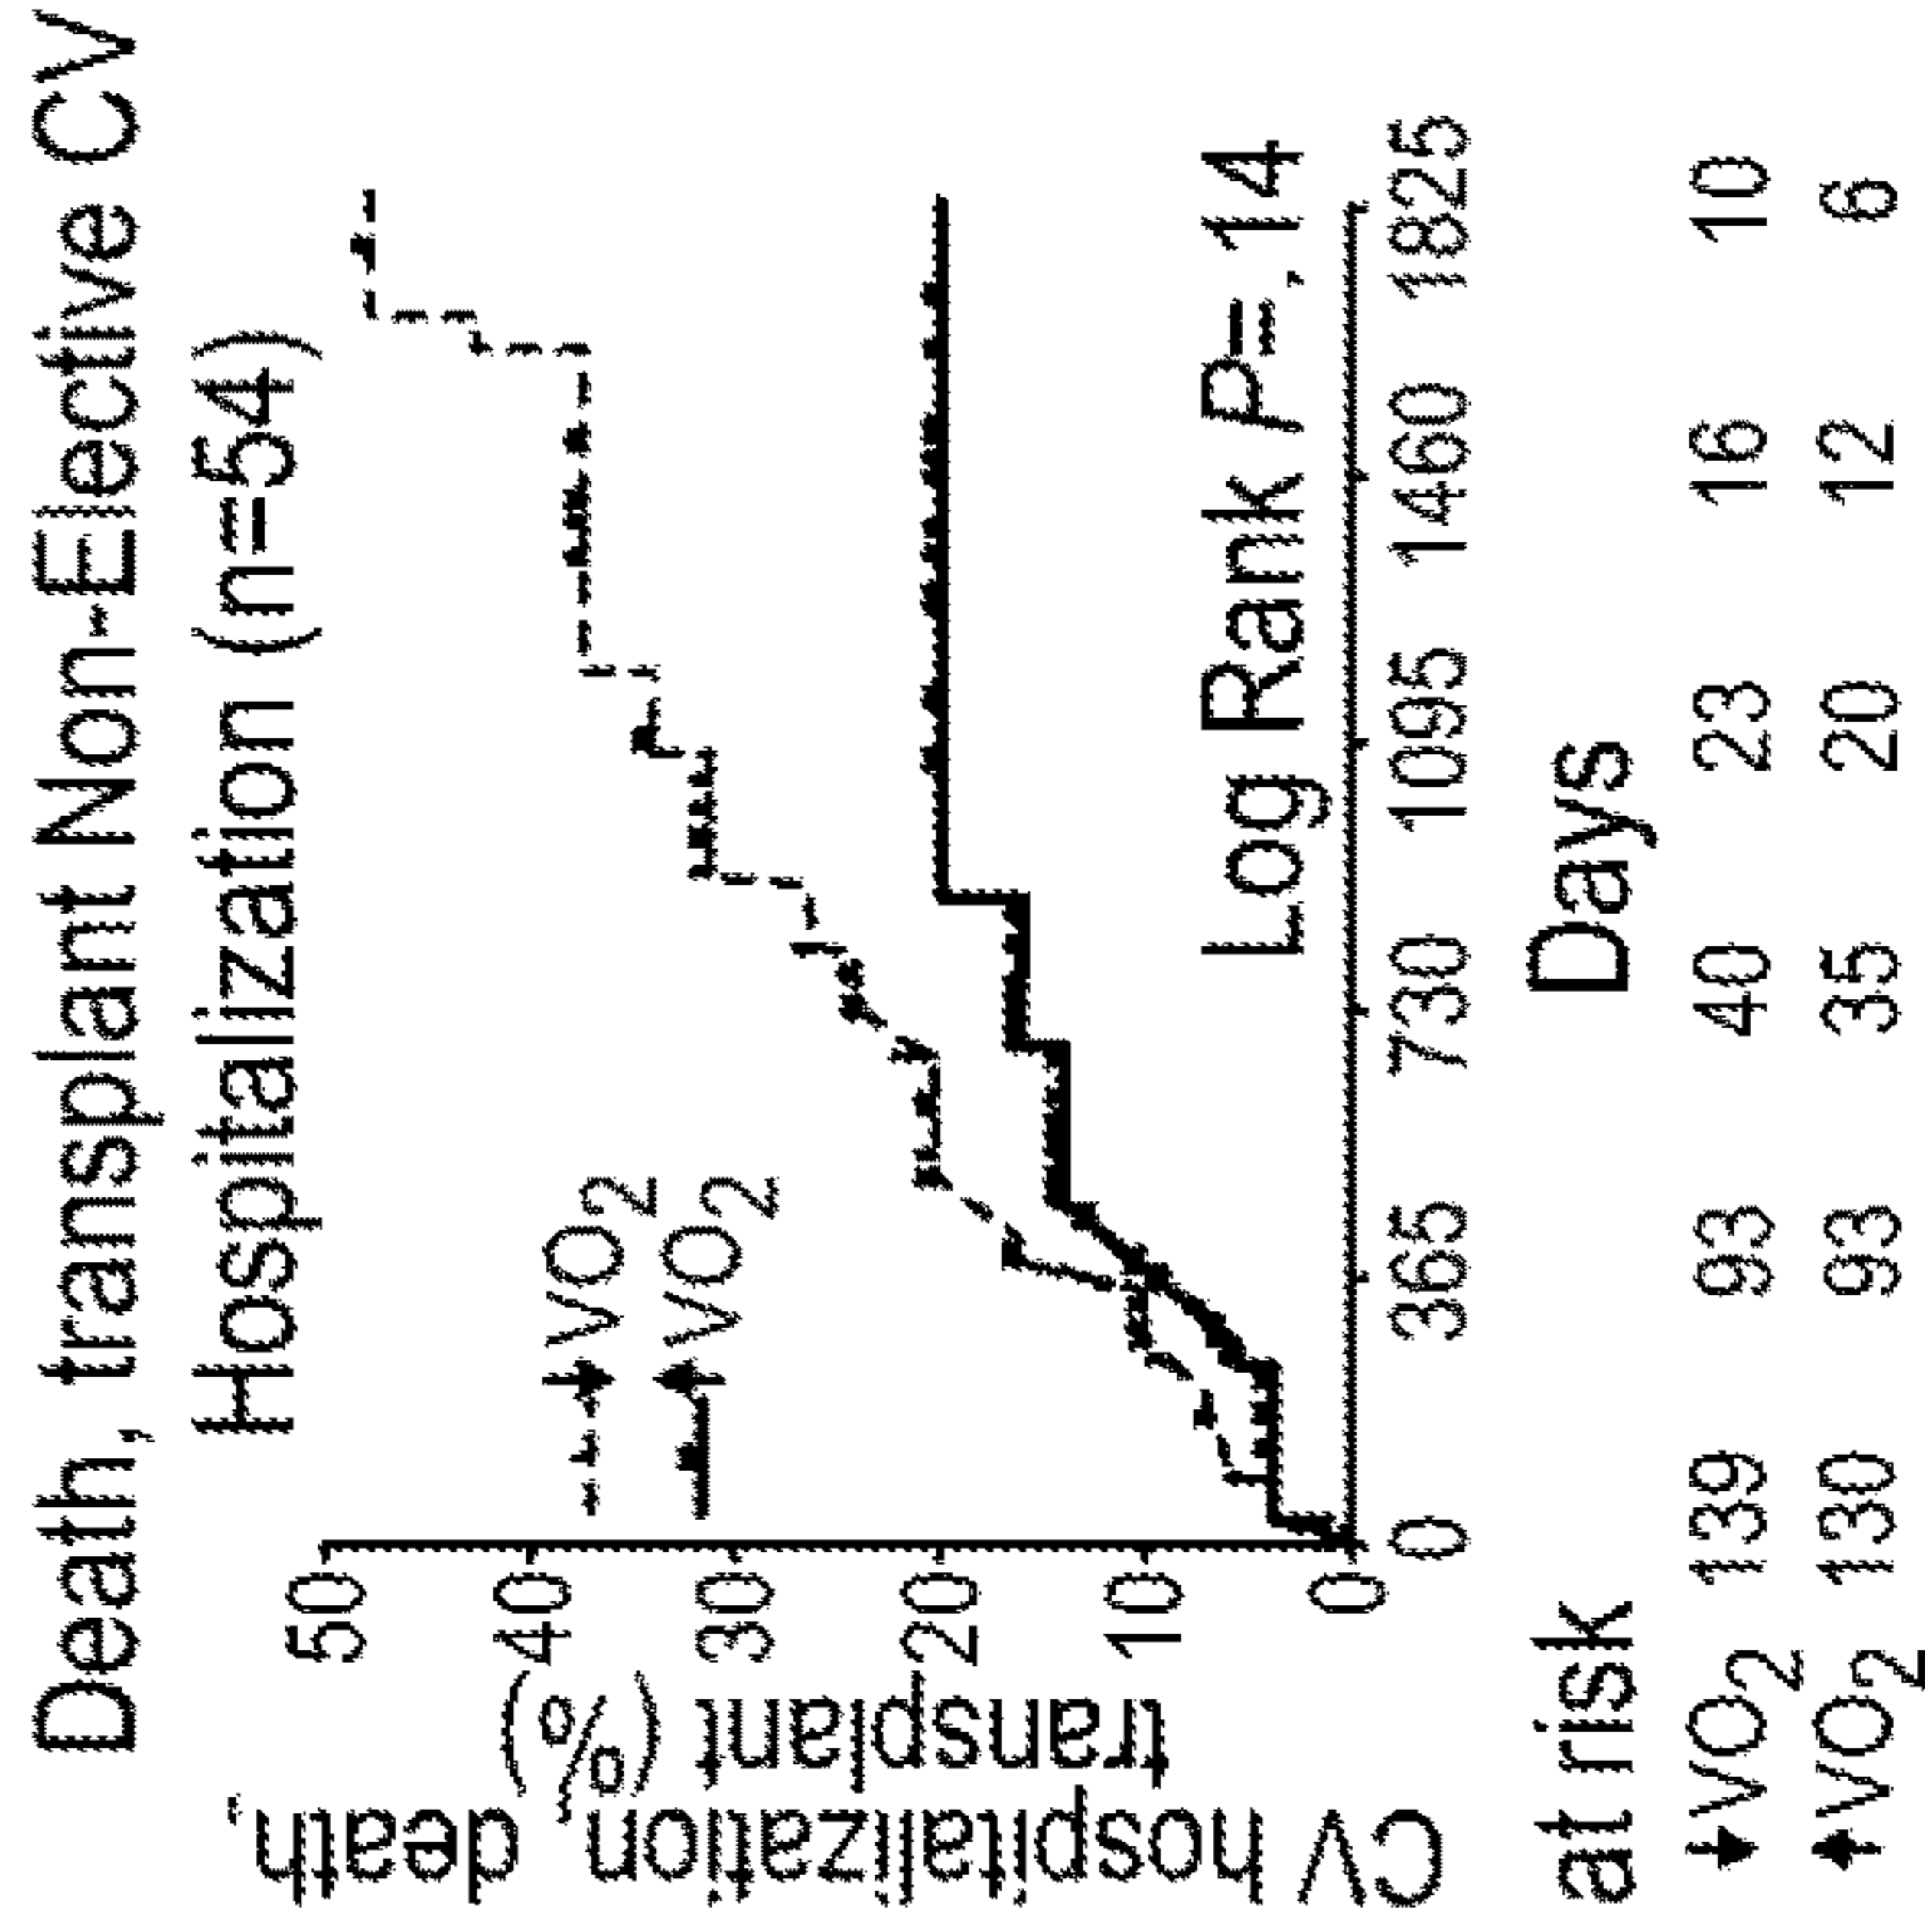 Death, transplant Non-Elective CV
Hospitalization (n=54)
CV hospitalization, death,
transplant (%)
50
40
30
20
10
0
↓VO2
↑VO2
Log Rank P=.14
0 365 730 1095 1460 1825
Days
at risk
↓VO2 139 93 40 23 16 10
↑VO2 130 93 35 20 12 6